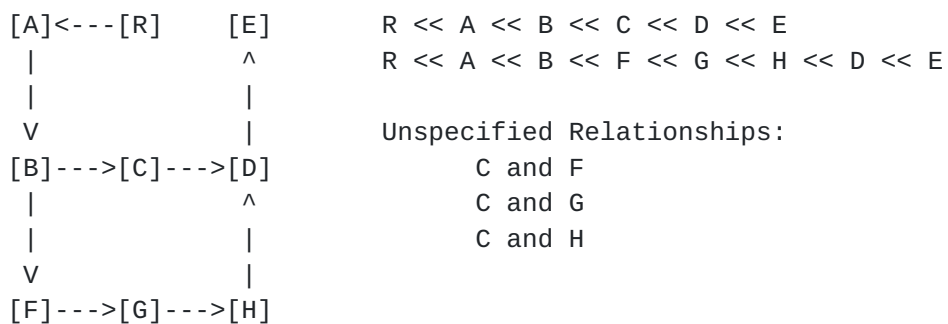 [A]<---[R]    [E]       R << A << B << C << D << E
 |             ^        R << A << B << F << G << H << D << E
 |             |
 V             |        Unspecified Relationships:
[B]--->[C]--->[D]             C and F
 |             ^              C and G
 |             |              C and H
 V             |
[F]--->[G]--->[H]